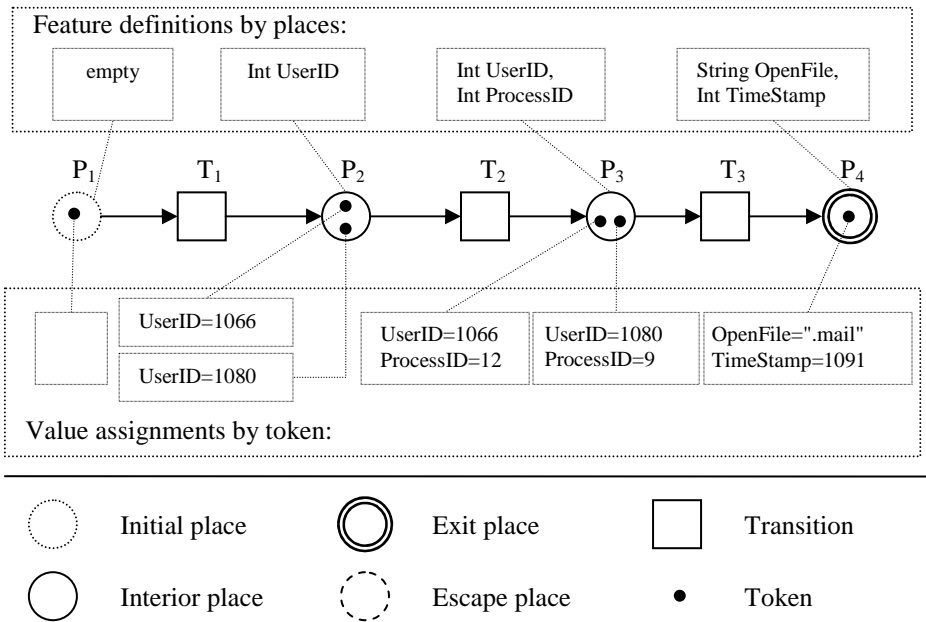 Feature definitions by places:
empty
Int UserID
Int UserID,
Int ProcessID
String OpenFile,
Int TimeStamp
P1
T1
P2
T2
P3
T3
P4
UserID=1066
UserID=1080
UserID=1066
ProcessID=12
UserID=1080
ProcessID=9
OpenFile=".mail"
TimeStamp=1091
Value assignments by token:
Initial place
Exit place
Transition
Interior place
Escape place
Token